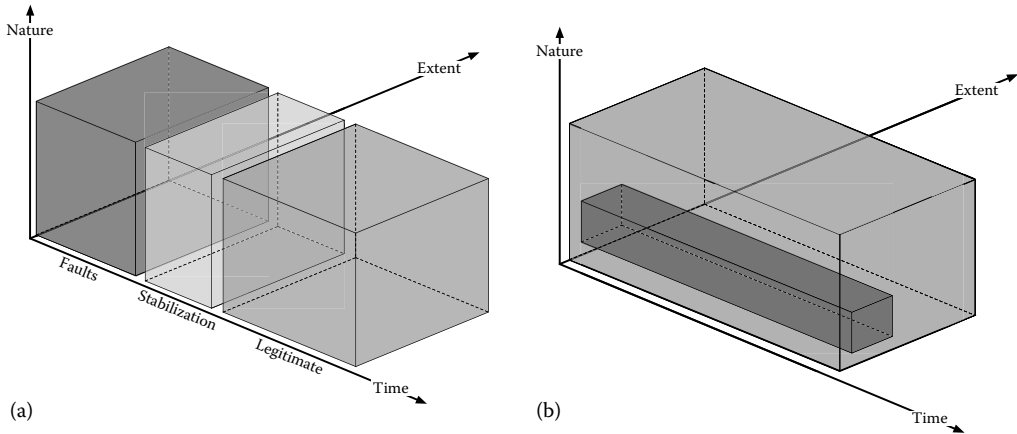 Nature
Extent
Faults
Stabilization
Legitimate
Time
(a)
Nature
Extent
Time
(b)